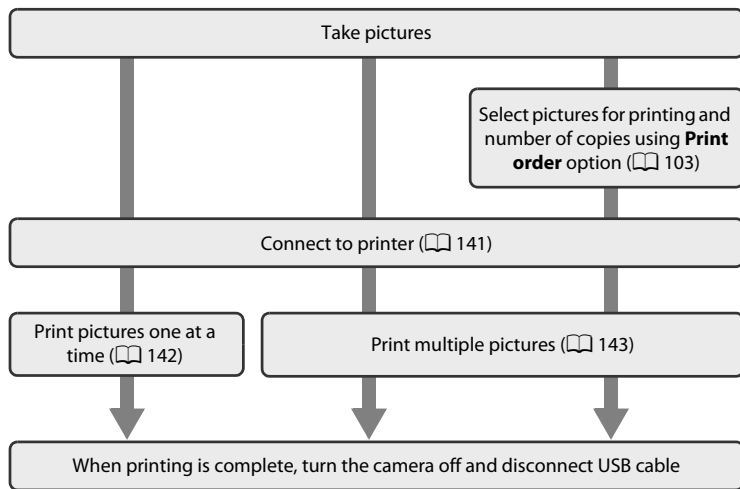 Take pictures
Select pictures for printing and
number of copies using Print
order option (📖 103)
Connect to printer (📖 141)
Print pictures one at a
time (📖 142)
Print multiple pictures (📖 143)
When printing is complete, turn the camera off and disconnect USB cable